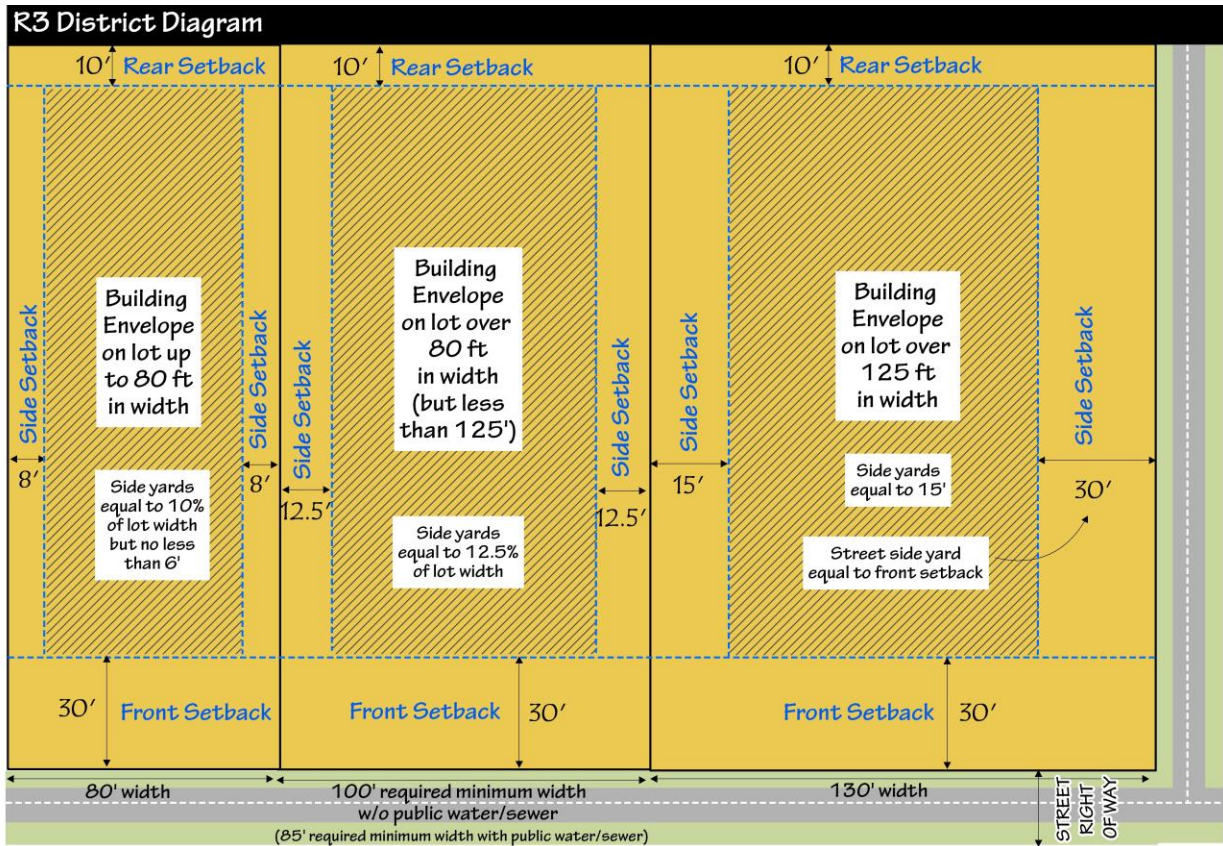 R3 District Diagram
10′ Rear Setback
10′ Rear Setback
10′ Rear Setback
Side Setback
8′
Building
Envelope
on lot up
to 80 ft
in width
Side yards
equal to 10%
of lot width
but no less
than 6'
Side Setback
8′
Side Setback
12.5′
Building
Envelope
on lot over
80 ft
in width
(but less
than 125')
Side yards
equal to 12.5%
of lot width
Side Setback
12.5′
Side Setback
15′
Building
Envelope
on lot over
125 ft
in width
Side yards
equal to 15'
Street side yard
equal to front setback
Side Setback
30′
30′ Front Setback
Front Setback 30′
Front Setback 30′
80' width
100' required minimum width
w/o public water/sewer
(85' required minimum width with public water/sewer)
130' width
STREET
RIGHT
OF WAY